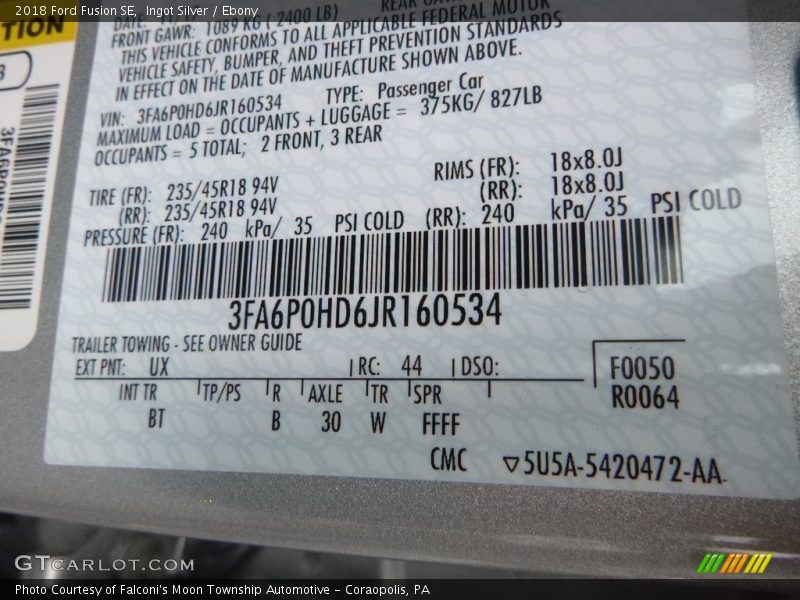 2018 Ford Fusion SE, Ingot Silver / Ebony
TION
FRONT GAWR: 1089 KG ( 2400 LB)
THIS VEHICLE CONFORMS TO ALL APPLICABLE FEDERAL MOTOR
VEHICLE SAFETY, BUMPER, AND THEFT PREVENTION STANDARDS
IN EFFECT ON THE DATE OF MANUFACTURE SHOWN ABOVE.
VIN: 3FA6P0HD6JR160534 TYPE: Passenger Car
MAXIMUM LOAD = OCCUPANTS + LUGGAGE = 375KG/ 827LB
OCCUPANTS = 5 TOTAL; 2 FRONT, 3 REAR
TIRE (FR): 235/45R18 94V RIMS (FR): 18x8.0J
(RR): 235/45R18 94V (RR): 18x8.0J
PRESSURE (FR): 240 kPa/ 35 PSI COLD (RR): 240 kPa/ 35 PSI COLD
3FA6P0HD6JR160534
TRAILER TOWING - SEE OWNER GUIDE
EXT PNT: UX RC: 44 DSO:
INT TR TP/PS R AXLE TR SPR
BT B 30 W FFFF
F0050
R0064
CMC ▽5U5A-5420472-AA
GTCARLOT.COM
Photo Courtesy of Falconi's Moon Township Automotive - Coraopolis, PA